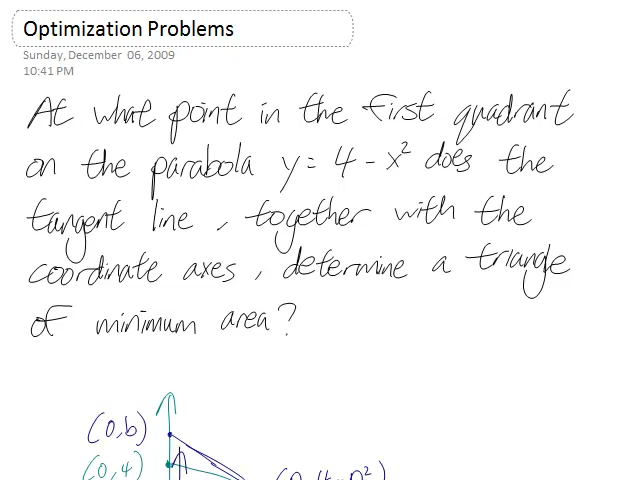 Optimization Problems
Sunday, December 06, 2009
10:41 PM
At what point in the first quadrant
on the parabola y = 4 - x² does the
tangent line, together with the
coordinate axes, determine a triangle
of minimum area?
(0,b)
(0,4)